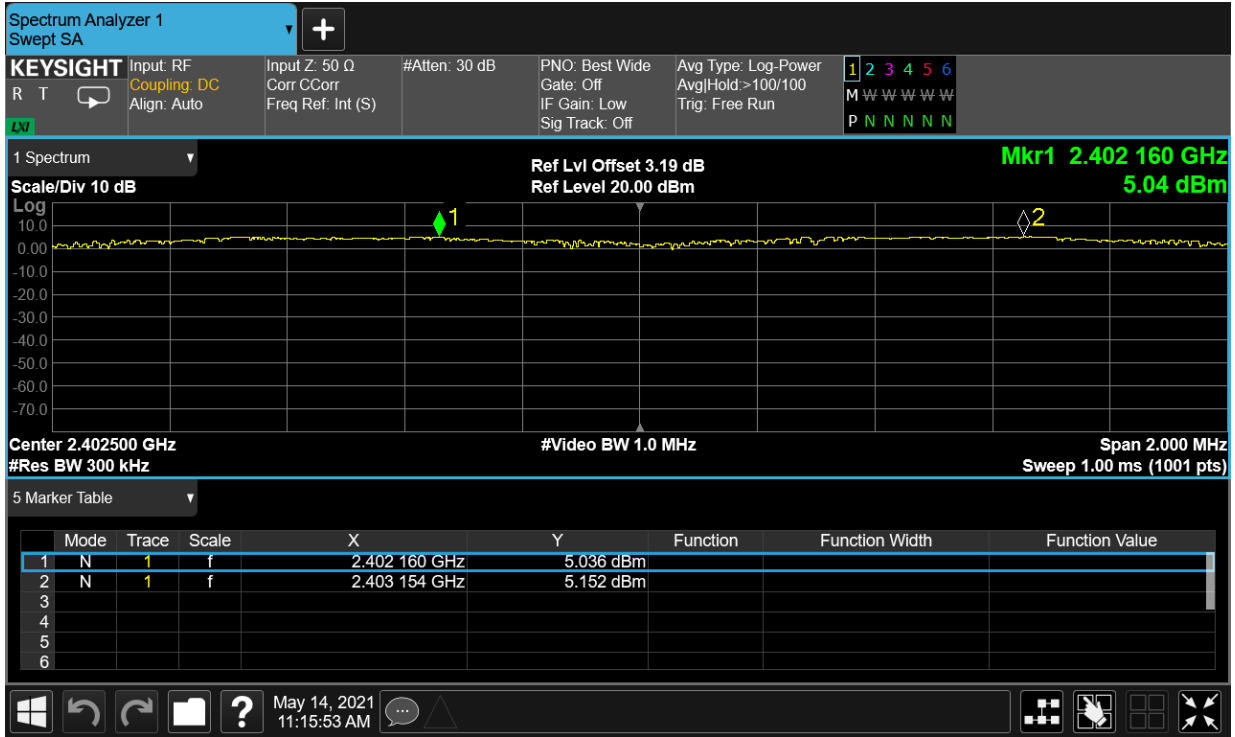 Spectrum Analyzer 1
Swept SA
KEYSIGHT
R T
LXI
Input: RF
Coupling: DC
Align: Auto
Input Z: 50 Ω
Corr CCorr
Freq Ref: Int (S)
#Atten: 30 dB
PNO: Best Wide
Gate: Off
IF Gain: Low
Sig Track: Off
Avg Type: Log-Power
Avg|Hold:>100/100
Trig: Free Run
1 2 3 4 5 6
M W W W W W
P N N N N N
1 Spectrum
Scale/Div 10 dB
Ref Lvl Offset 3.19 dB
Ref Level 20.00 dBm
Mkr1 2.402 160 GHz
5.04 dBm
Log
1
2
10.0
0.00
-10.0
-20.0
-30.0
-40.0
-50.0
-60.0
-70.0
Center 2.402500 GHz
#Res BW 300 kHz
#Video BW 1.0 MHz
Span 2.000 MHz
Sweep 1.00 ms (1001 pts)
5 Marker Table
Mode Trace Scale X Y Function Function Width Function Value
1 N 1 f 2.402 160 GHz 5.036 dBm
2 N 1 f 2.403 154 GHz 5.152 dBm
3
4
5
6
?
May 14, 2021
11:15:53 AM